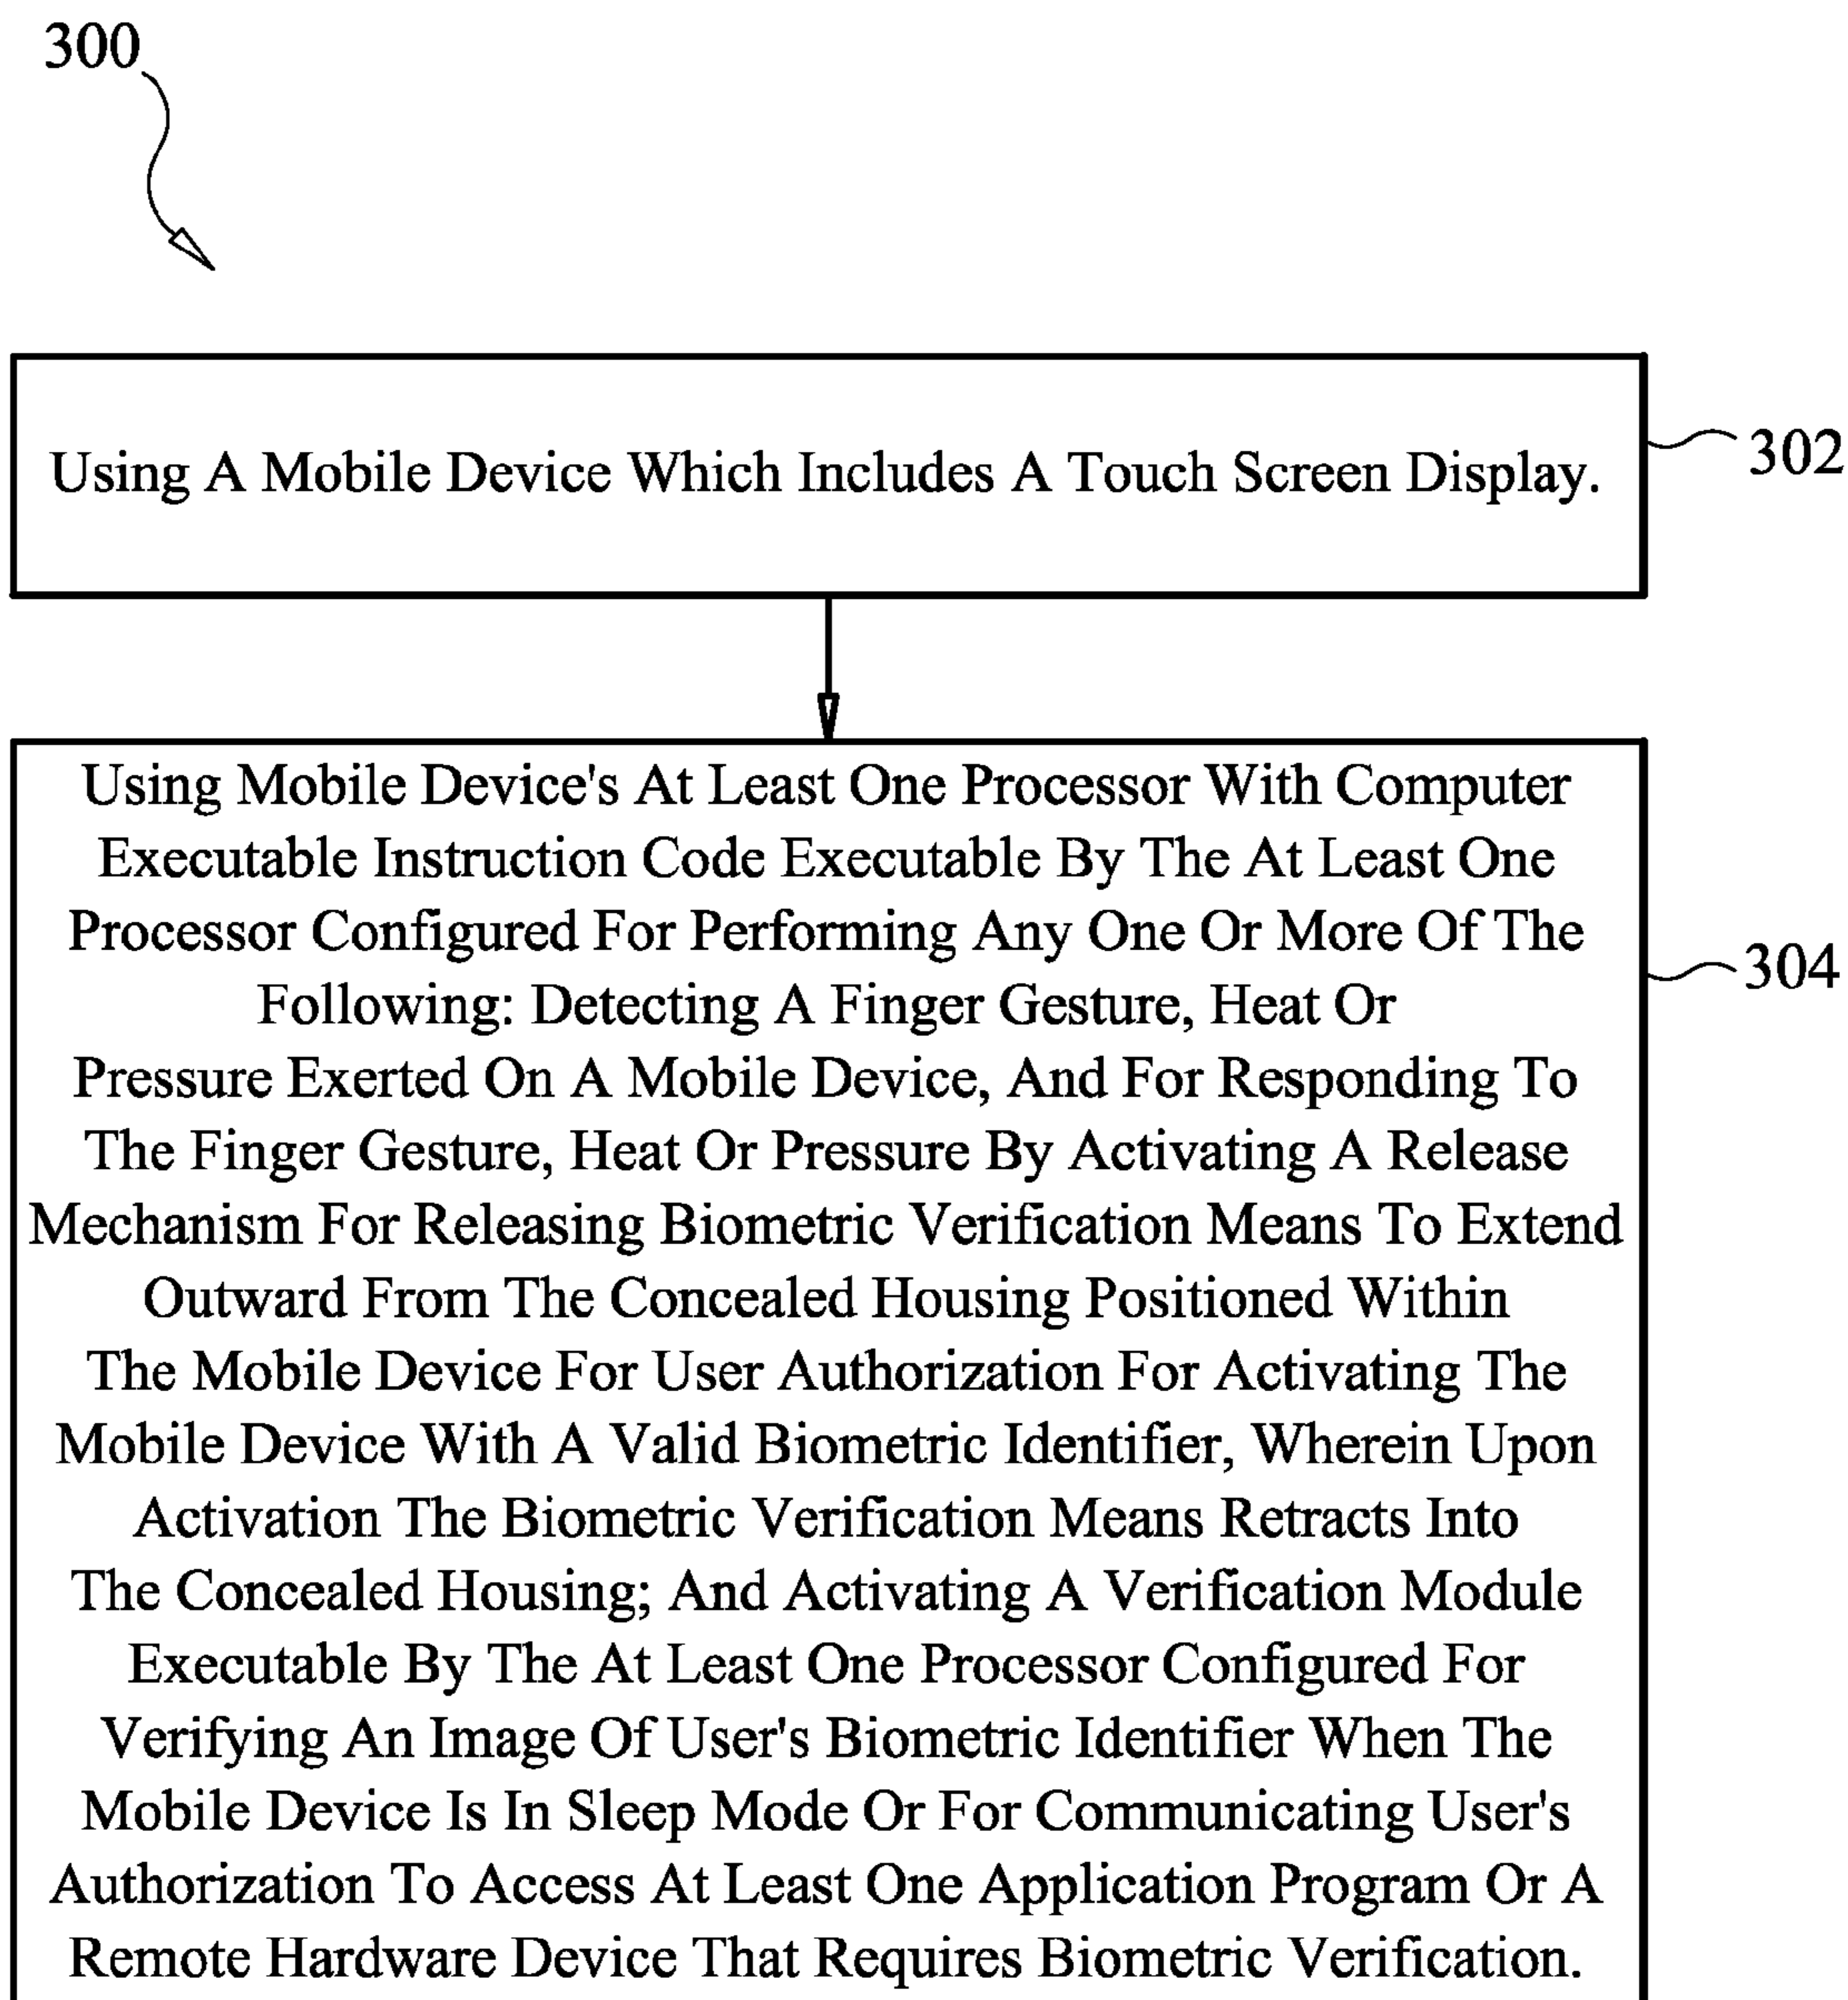 300
Using A Mobile Device Which Includes A Touch Screen Display.
302
Using Mobile Device's At Least One Processor With Computer
Executable Instruction Code Executable By The At Least One
Processor Configured For Performing Any One Or More Of The
Following: Detecting A Finger Gesture, Heat Or
Pressure Exerted On A Mobile Device, And For Responding To
The Finger Gesture, Heat Or Pressure By Activating A Release
Mechanism For Releasing Biometric Verification Means To Extend
Outward From The Concealed Housing Positioned Within
The Mobile Device For User Authorization For Activating The
Mobile Device With A Valid Biometric Identifier, Wherein Upon
Activation The Biometric Verification Means Retracts Into
The Concealed Housing; And Activating A Verification Module
Executable By The At Least One Processor Configured For
Verifying An Image Of User's Biometric Identifier When The
Mobile Device Is In Sleep Mode Or For Communicating User's
Authorization To Access At Least One Application Program Or A
Remote Hardware Device That Requires Biometric Verification.
304